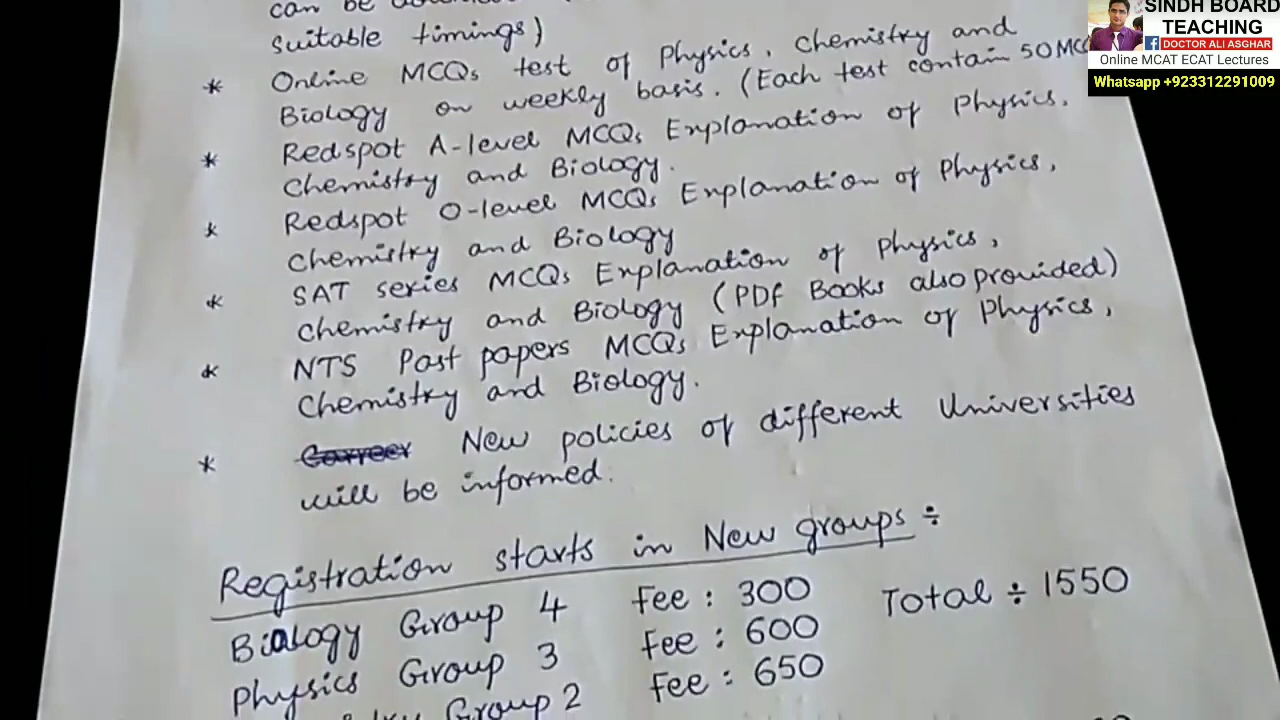 can be
suitable timings)
* Online MCQs test of Physics, Chemistry and
Biology on weekly basis. (Each test contain 50 MC
* Redspot A-level MCQs Explanation of Physics,
Chemistry and Biology.
* Redspot O-level MCQs Explanation of Physics,
Chemistry and Biology
* SAT series MCQs Explanation of Physics,
Chemistry and Biology (PDF Books also provided)
* NTS Past papers MCQs Explanation of Physics,
Chemistry and Biology.
* Carreer New policies of different Universities
will be informed.
Registration starts in New groups ÷
Biology Group 4 Fee : 300 Total ÷ 1550
Physics Group 3 Fee : 600
Group 2 Fee : 650
SINDH BOARD
TEACHING
f DOCTOR ALI ASGHAR
Online MCAT ECAT Lectures
Whatsapp +923312291009